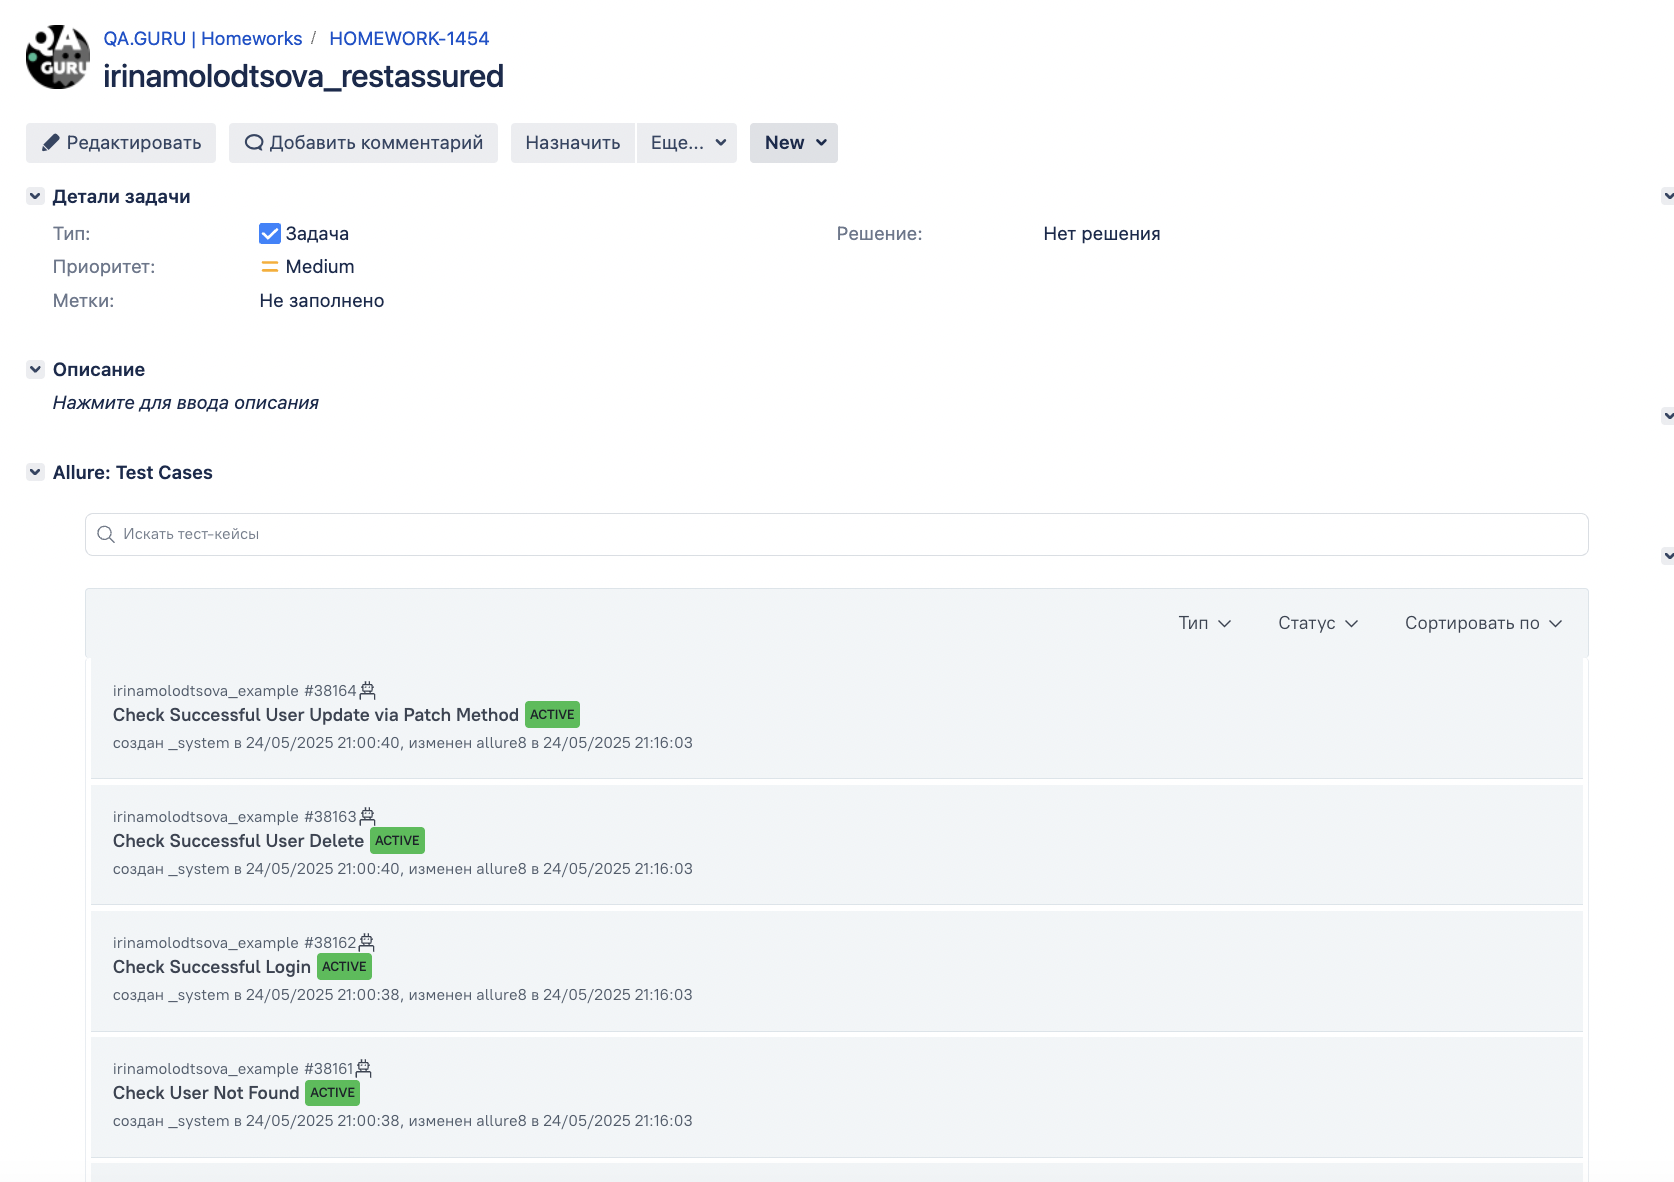 QA
GURU
QA.GURU | Homeworks / HOMEWORK-1454
irinamolodtsova_restassured
Редактировать Добавить комментарий Назначить Еще... New
Детали задачи
Тип: Задача Решение: Нет решения
Приоритет: Medium
Метки: Не заполнено
Описание
Нажмите для ввода описания
Allure: Test Cases
Искать тест-кейсы
Тип Статус Сортировать по
irinamolodtsova_example #38164
Check Successful User Update via Patch Method ACTIVE
создан _system в 24/05/2025 21:00:40, изменен allure8 в 24/05/2025 21:16:03
irinamolodtsova_example #38163
Check Successful User Delete ACTIVE
создан _system в 24/05/2025 21:00:40, изменен allure8 в 24/05/2025 21:16:03
irinamolodtsova_example #38162
Check Successful Login ACTIVE
создан _system в 24/05/2025 21:00:38, изменен allure8 в 24/05/2025 21:16:03
irinamolodtsova_example #38161
Check User Not Found ACTIVE
создан _system в 24/05/2025 21:00:38, изменен allure8 в 24/05/2025 21:16:03